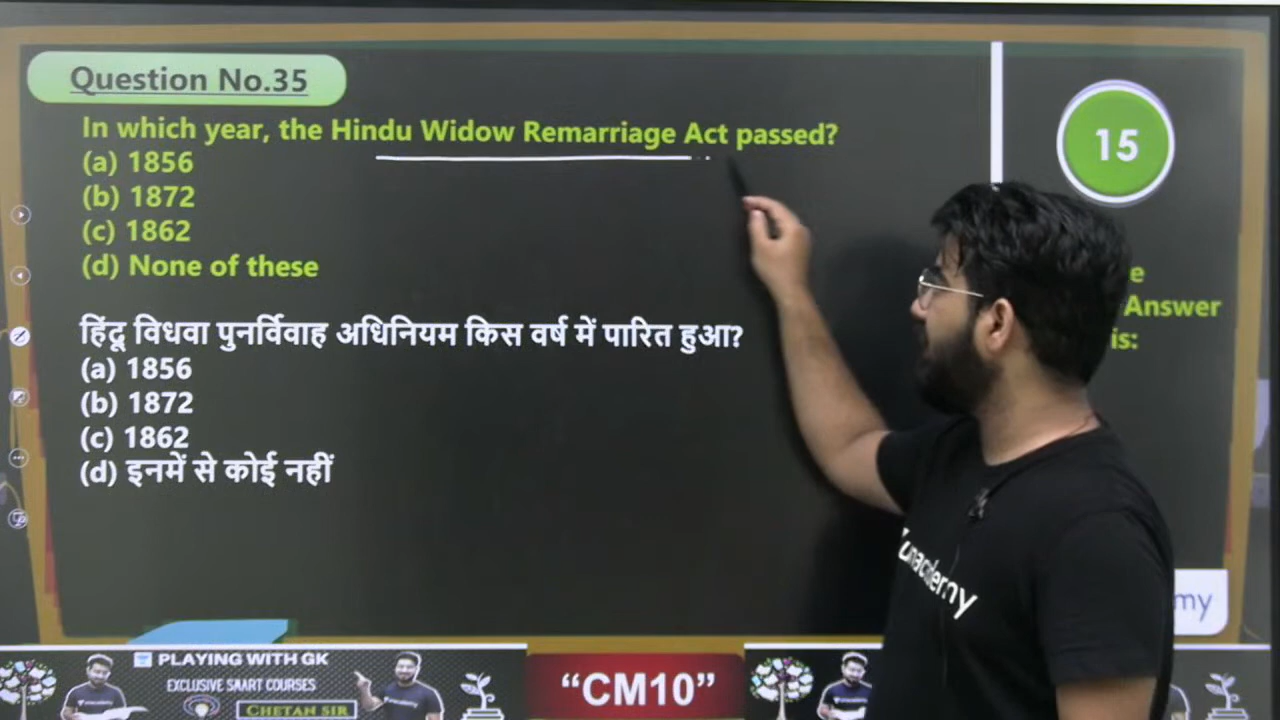 Question No.35
In which year, the Hindu Widow Remarriage Act passed?
(a) 1856
(b) 1872
(c) 1862
(d) None of these
हिंदू विधवा पुनर्विवाह अधिनियम किस वर्ष में पारित हुआ?
(a) 1856
(b) 1872
(c) 1862
(d) इनमें से कोई नहीं
15
e
Answer
is:
unacademy
my
PLAYING WITH GK
EXCLUSIVE SMART COURSES
CHETAN SIR
“CM10”